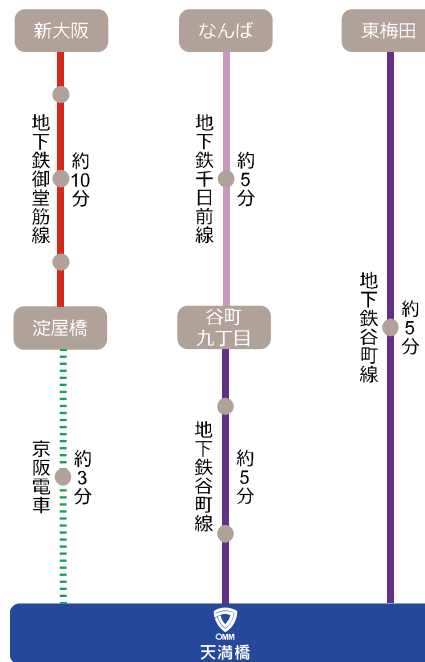 新大阪
地下鉄御堂筋線
約10分
淀屋橋
京阪電車
約3分
なんば
地下鉄千日前線
約5分
谷町
九丁目
地下鉄谷町線
約5分
東梅田
地下鉄谷町線
約5分
OMM
天満橋